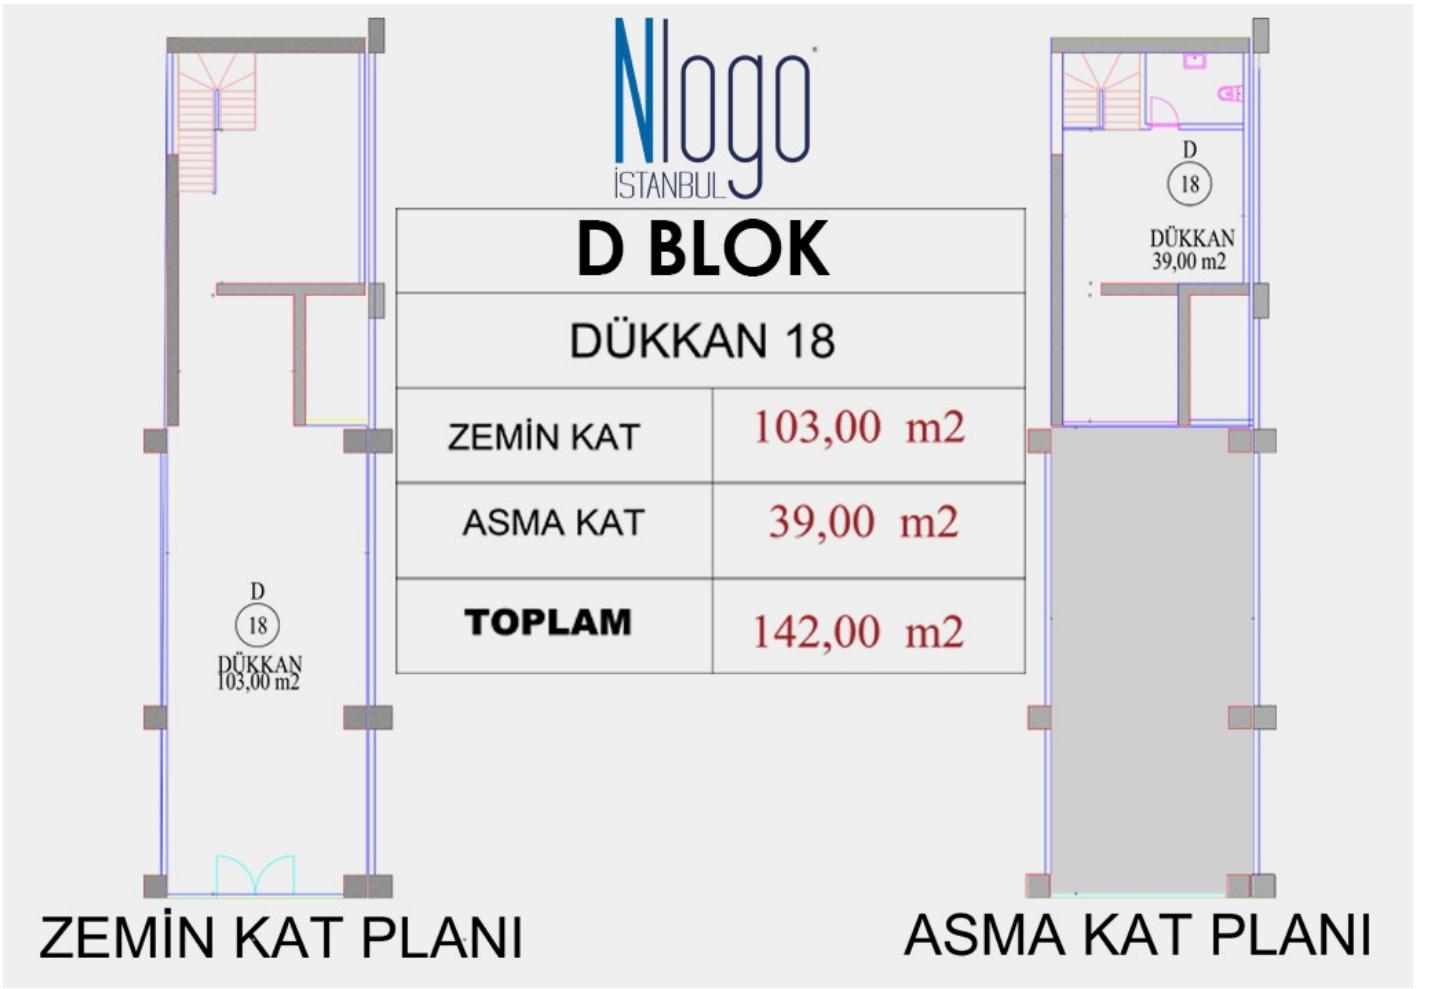 Nlogo
İSTANBUL
D BLOK
DÜKKAN 18
ZEMİN KAT 103,00 m2
ASMA KAT 39,00 m2
TOPLAM 142,00 m2
D
18
DÜKKAN
103,00 m2
ZEMİN KAT PLANI
D
18
DÜKKAN
39,00 m2
ASMA KAT PLANI